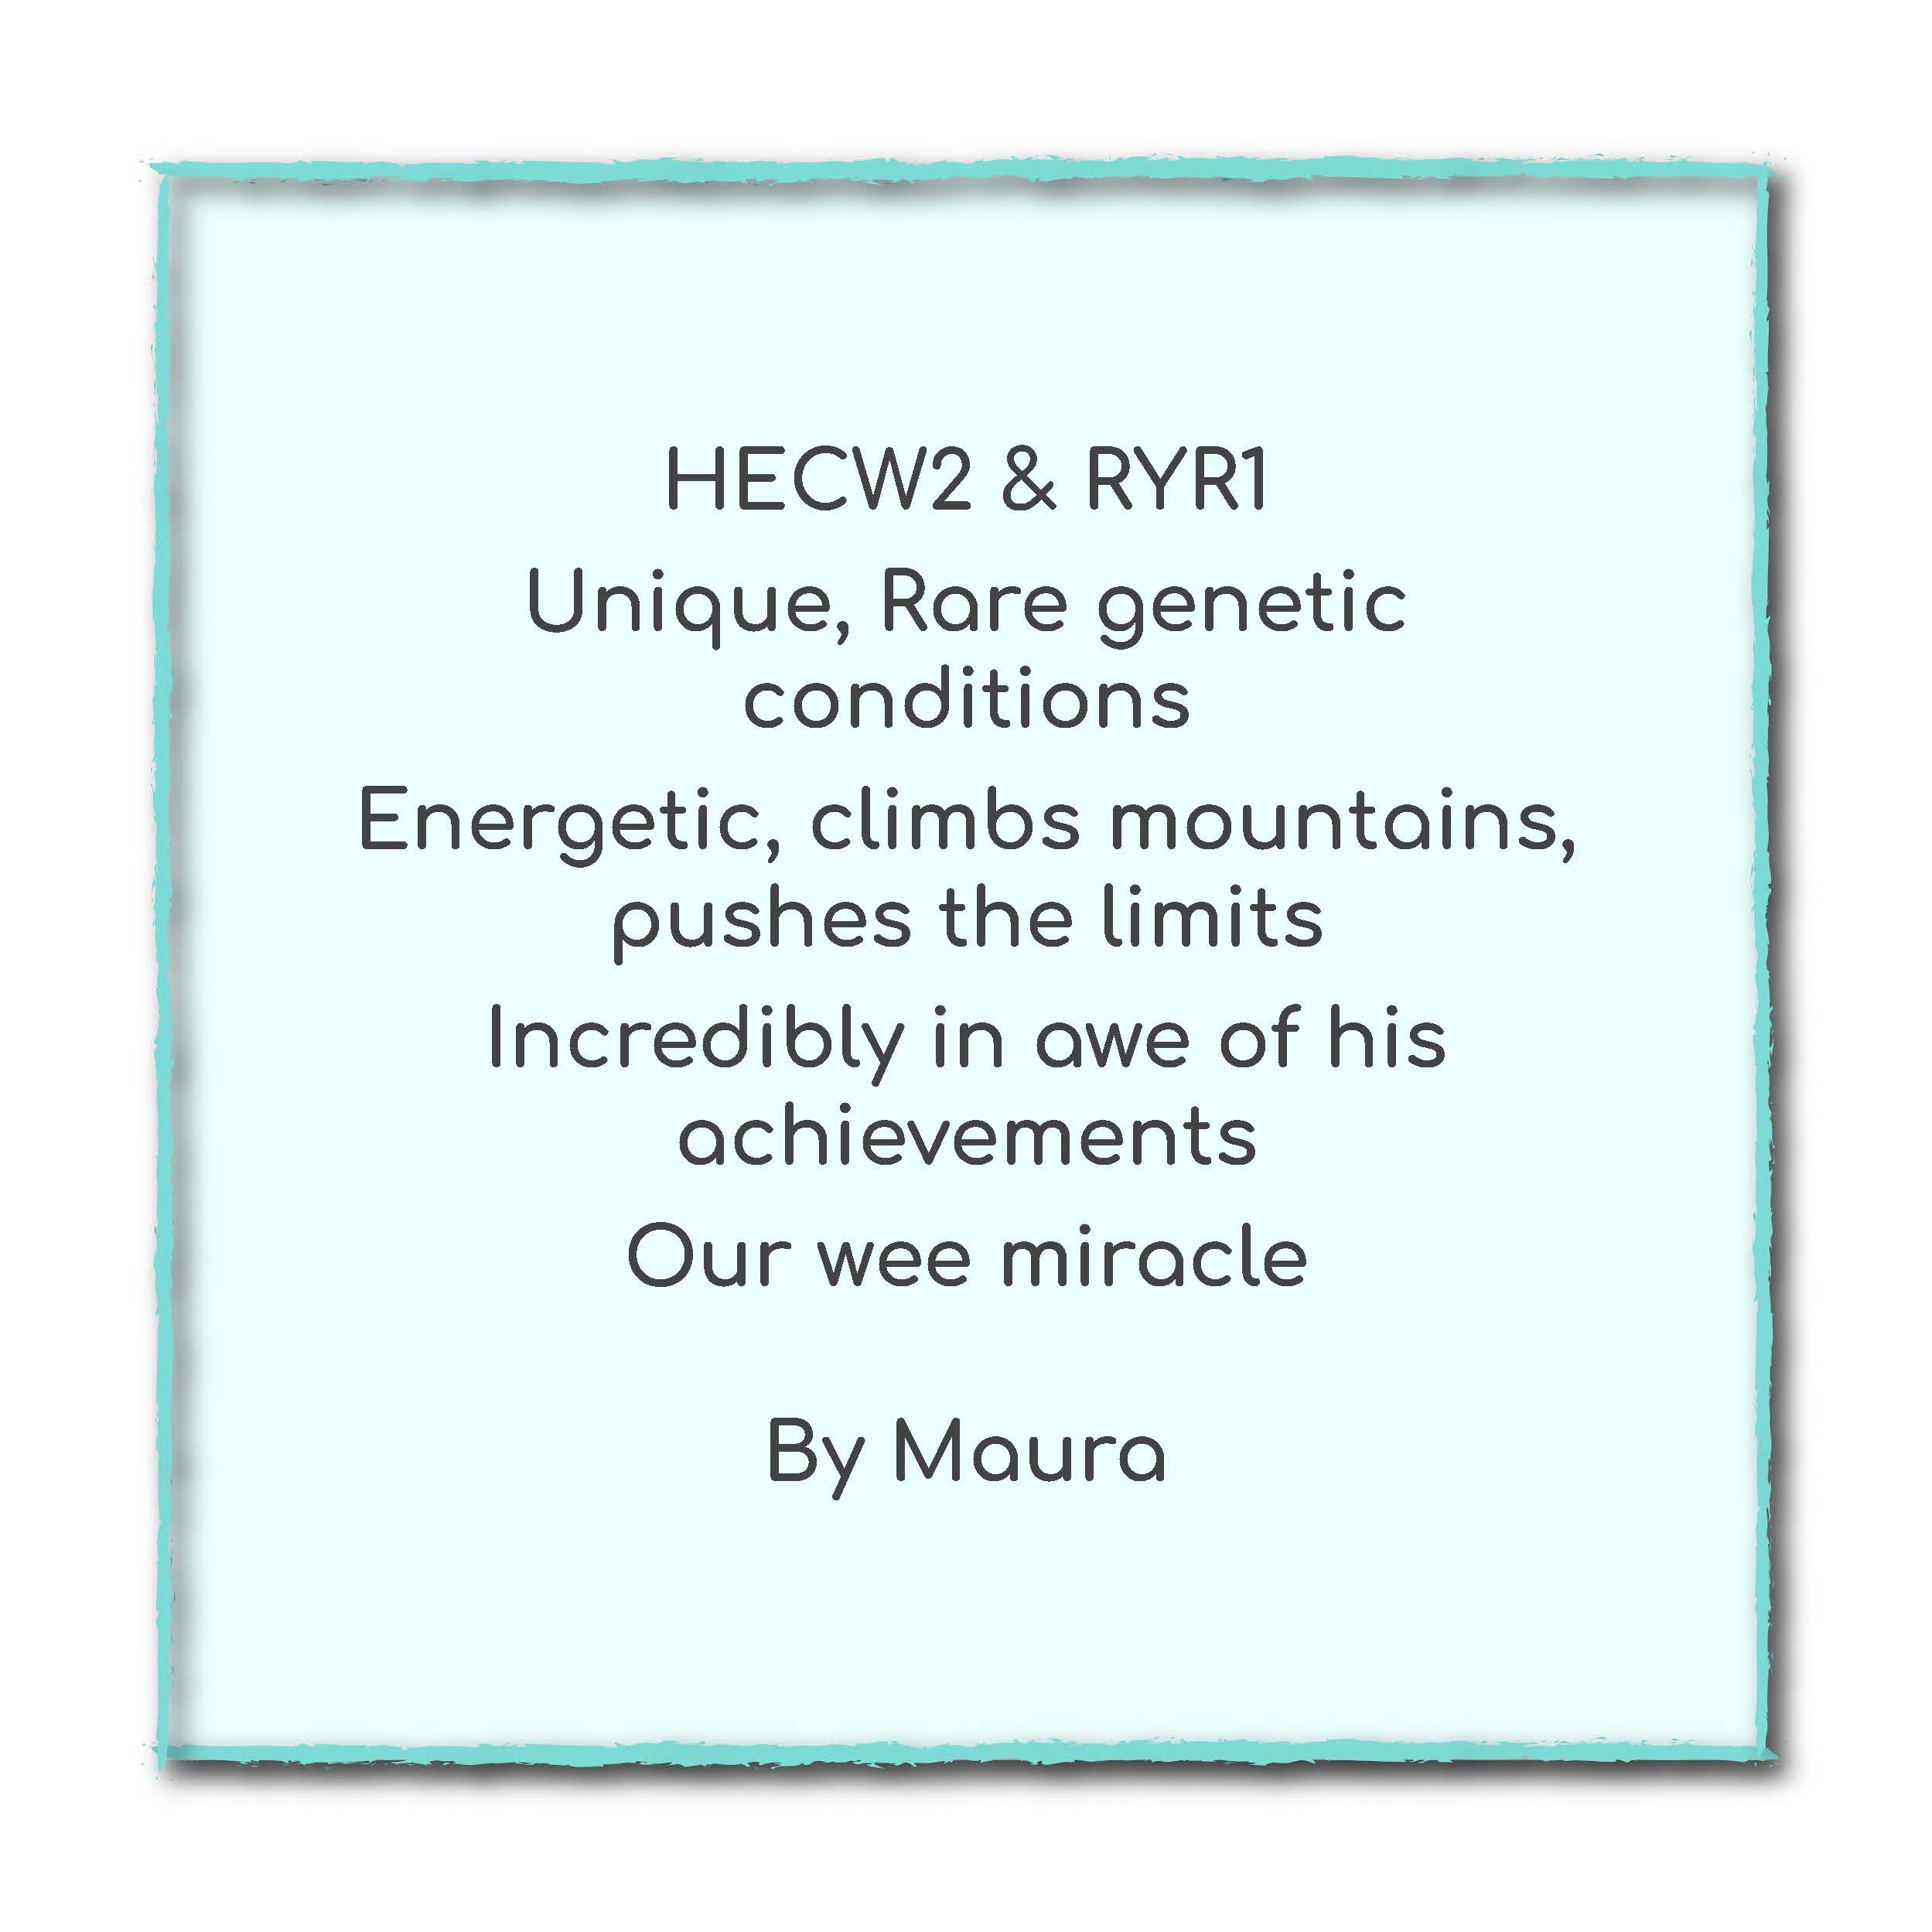 HECW2 & RYR1
Unique, Rare genetic
conditions
Energetic, climbs mountains,
pushes the limits
Incredibly in awe of his
achievements
Our wee miracle
By Maura